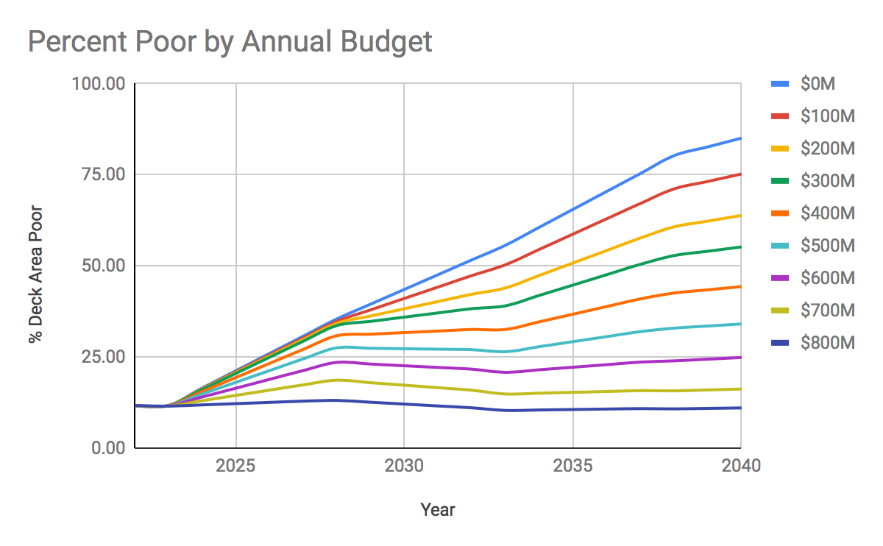 Percent Poor by Annual Budget
% Deck Area Poor
100.00
75.00
50.00
25.00
0.00
2025
2030
2035
2040
Year
$0M
$100M
$200M
$300M
$400M
$500M
$600M
$700M
$800M